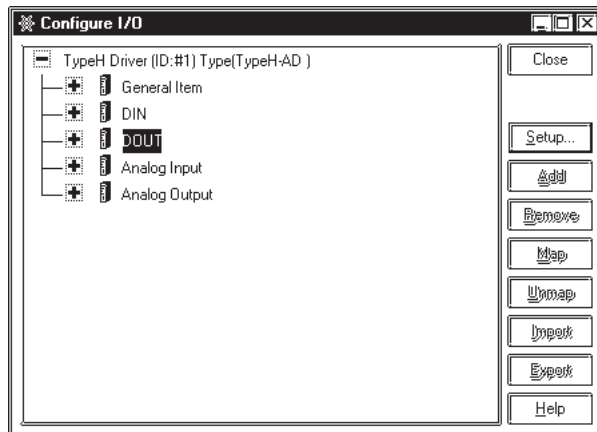 Configure I/O
TypeH Driver (ID:#1) Type(TypeH-AD )
General Item
DIN
DOUT
Analog Input
Analog Output
Close
Setup...
Add
Remove
Map
Unmap
Import
Export
Help